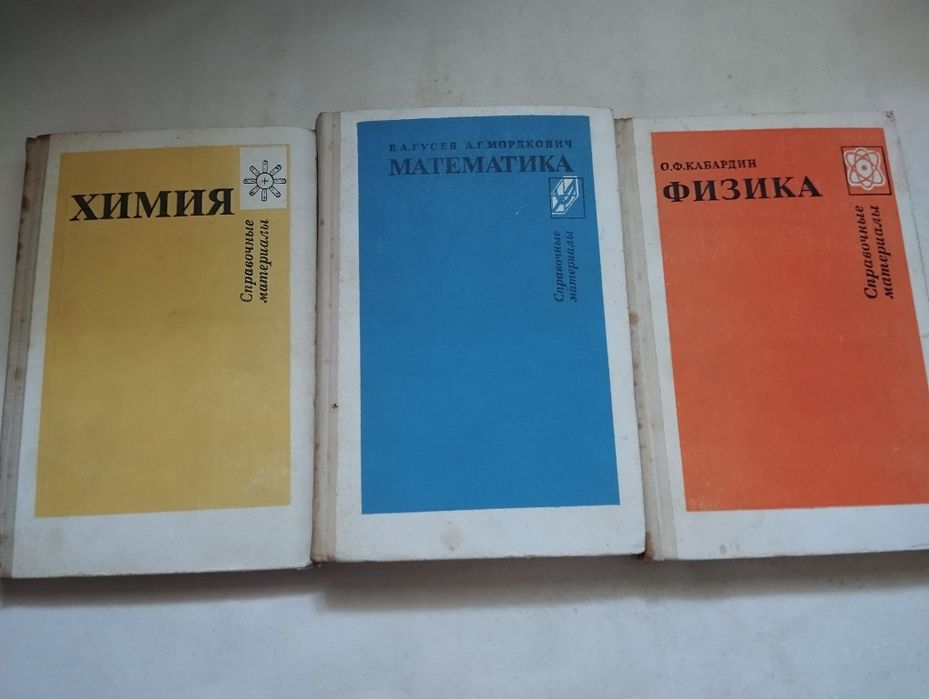 ХИМИЯ
Справочные
материалы
В.А.ГУСЕВ А.Г.МОРДКОВИЧ
МАТЕМАТИКА
Справочные
материалы
О.Ф.КАБАРДИН
ФИЗИКА
Справочные
материалы